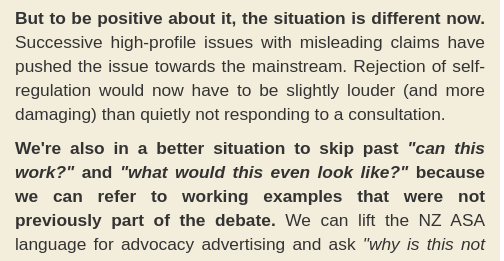 But to be positive about it, the situation is different now.
Successive high-profile issues with misleading claims have
pushed the issue towards the mainstream. Rejection of self-
regulation would now have to be slightly louder (and more
damaging) than quietly not responding to a consultation.
We're also in a better situation to skip past "can this
work?" and "what would this even look like?" because
we can refer to working examples that were not
previously part of the debate. We can lift the NZ ASA
language for advocacy advertising and ask "why is this not